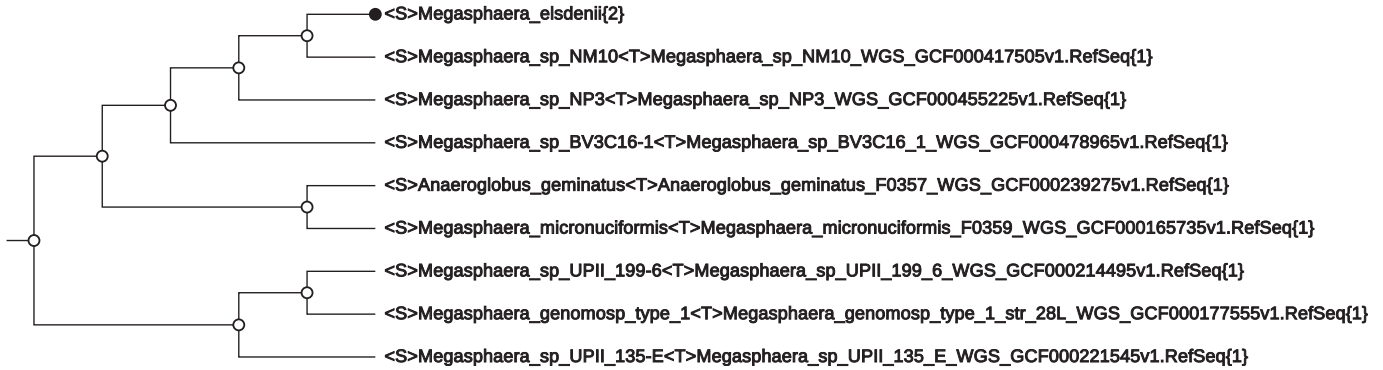 <S>Megasphaera_elsdenii{2}
<S>Megasphaera_sp_NM10<T>Megasphaera_sp_NM10_WGS_GCF000417505v1.RefSeq{1}
<S>Megasphaera_sp_NP3<T>Megasphaera_sp_NP3_WGS_GCF000455225v1.RefSeq{1}
<S>Megasphaera_sp_BV3C16-1<T>Megasphaera_sp_BV3C16_1_WGS_GCF000478965v1.RefSeq{1}
<S>Anaeroglobus_geminatus<T>Anaeroglobus_geminatus_F0357_WGS_GCF000239275v1.RefSeq{1}
<S>Megasphaera_micronuciformis<T>Megasphaera_micronuciformis_F0359_WGS_GCF000165735v1.RefSeq{1}
<S>Megasphaera_sp_UPII_199-6<T>Megasphaera_sp_UPII_199_6_WGS_GCF000214495v1.RefSeq{1}
<S>Megasphaera_genomosp_type_1<T>Megasphaera_genomosp_type_1_str_28L_WGS_GCF000177555v1.RefSeq{1}
<S>Megasphaera_sp_UPII_135-E<T>Megasphaera_sp_UPII_135_E_WGS_GCF000221545v1.RefSeq{1}